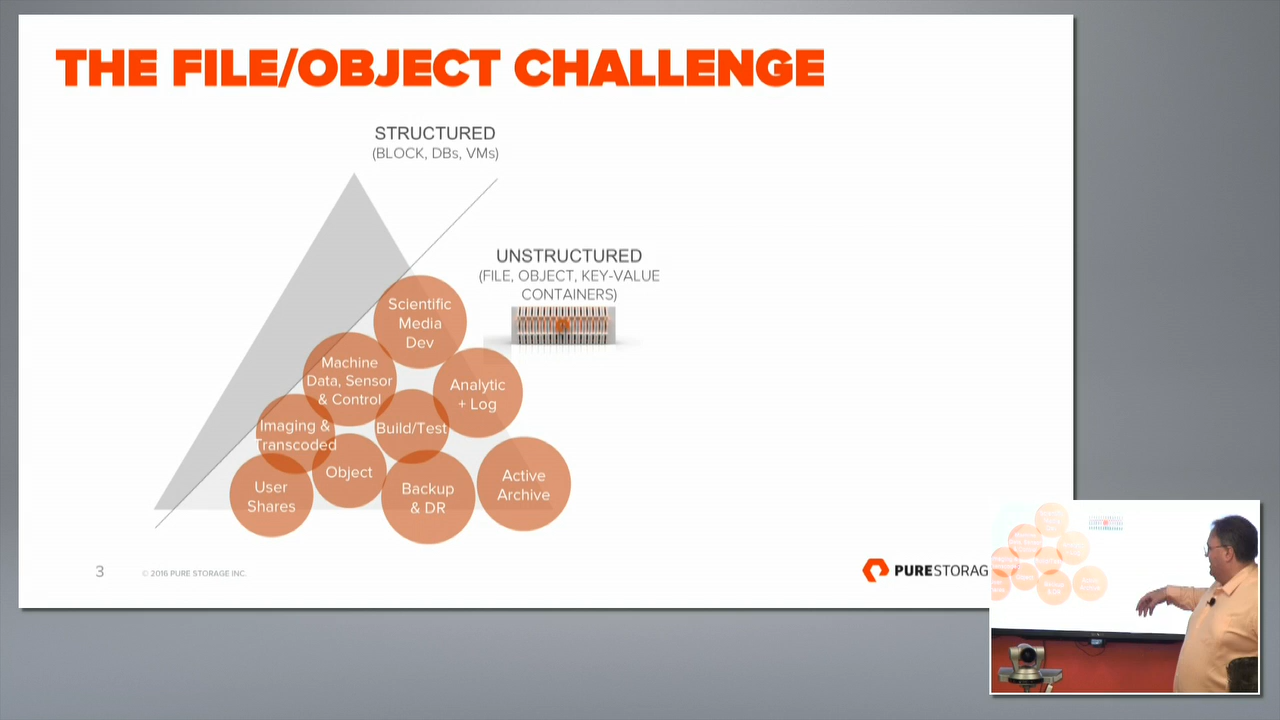 THE FILE/OBJECT CHALLENGE
STRUCTURED
(BLOCK, DBs, VMs)
UNSTRUCTURED
(FILE, OBJECT, KEY-VALUE
CONTAINERS)
Scientific
Media
Dev
Machine
Data, Sensor
& Control
Analytic
+ Log
Imaging &
Transcoded
Build/Test
Object
User
Shares
Backup
& DR
Active
Archive
3
© 2016 PURE STORAGE INC.
PURESTORAG